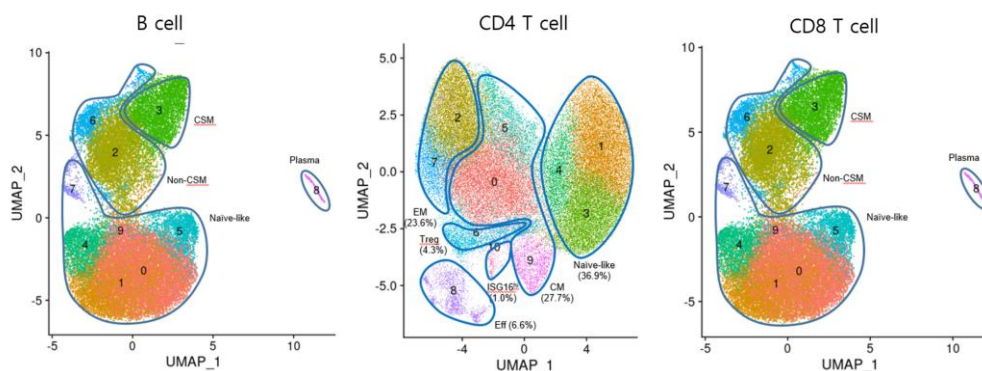 B cell
CD4 T cell
CD8 T cell
10
5
0
-5
UMAP_2
6
3
2
7
9
4
5
1
0
8
CSM
Non-CSM
Naïve-like
Plasma
-5
0
5
10
UMAP_1
5.0
2.5
0.0
-2.5
-5.0
UMAP_2
2
5
7
0
4
1
3
6
10
9
8
EM
(23.6%)
Treg
(4.3%)
ISG16hi
(1.0%)
CM
(27.7%)
Naïve-like
(36.9%)
Eff (6.6%)
-4
0
4
UMAP_1
10
5
0
-5
UMAP_2
6
3
2
7
9
4
5
1
0
8
CSM
Non-CSM
Naïve-like
Plasma
-5
0
5
10
UMAP_1